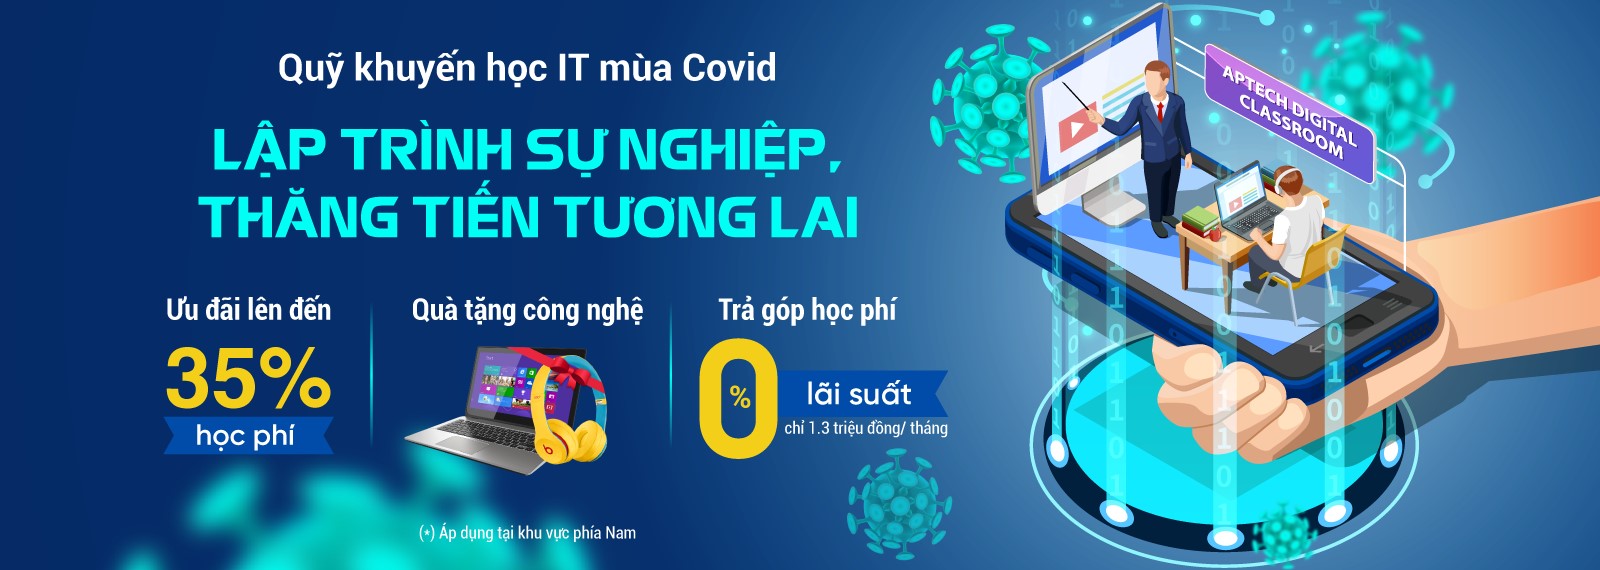 Quỹ khuyến học IT mùa Covid
LẬP TRÌNH SỰ NGHIỆP,
THĂNG TIẾN TƯƠNG LAI
Ưu đãi lên đến
35%
học phí
Quà tặng công nghệ
Trả góp học phí
0%
lãi suất
chỉ 1.3 triệu đồng/ tháng
(*) Áp dụng tại khu vực phía Nam
APTECH DIGITAL
CLASSROOM